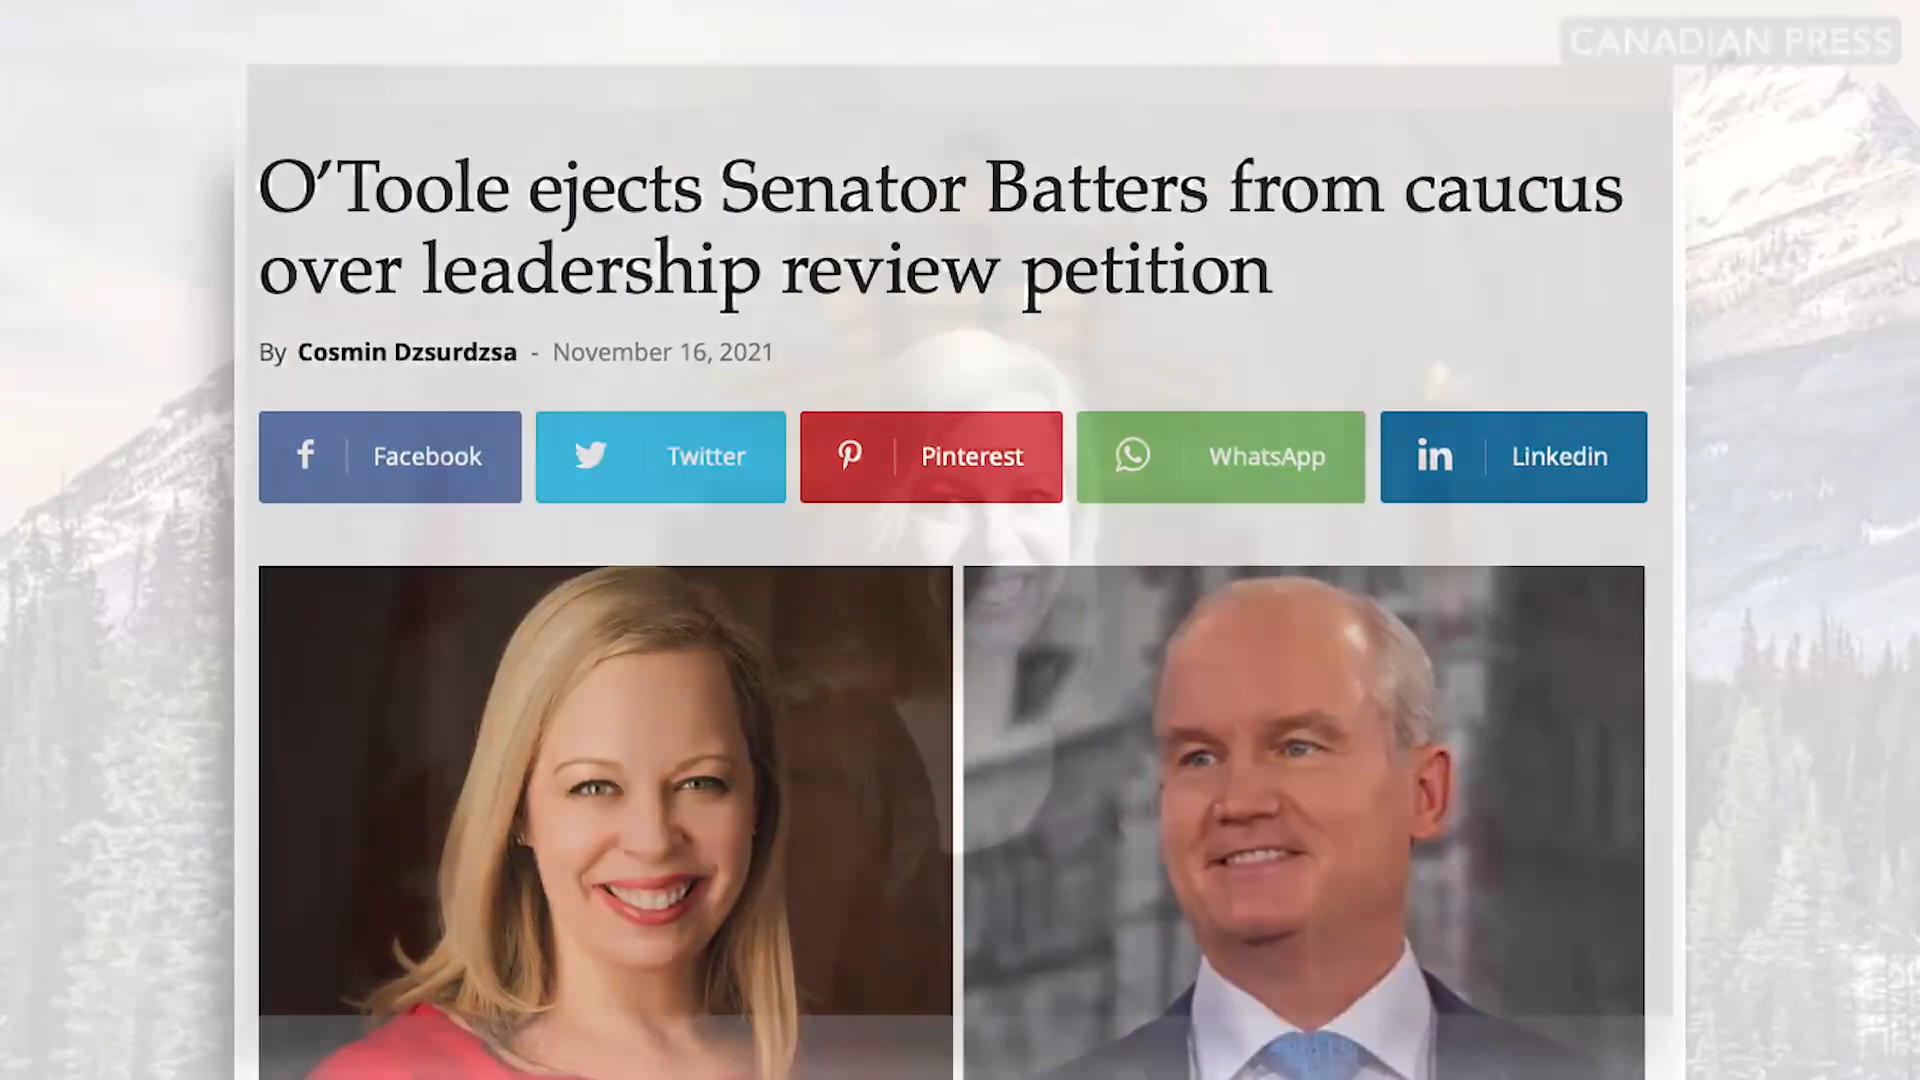 CANADIAN PRESS
O’Toole ejects Senator Batters from caucus
over leadership review petition
By Cosmin Dzsurdzsa - November 16, 2021
Facebook Twitter Pinterest WhatsApp Linkedin